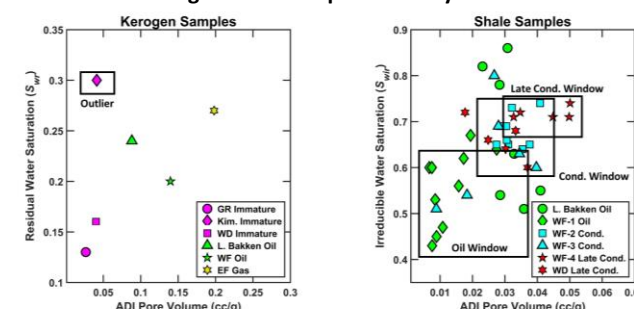 Kerogen Samples
Residual Water Saturation (Swr)
0.35
0.3
0.25
0.2
0.15
0.1
Outlier
GR Immature
Kim. Immature
WD Immature
L. Bakken Oil
WF Oil
EF Gas
0.05
0.1
0.15
0.2
0.25
0.3
ADI Pore Volume (cc/g)
Shale Samples
Irreducible Water Saturation (Swir)
0.9
0.8
0.7
0.6
0.5
0.4
Late Cond. Window
Cond. Window
Oil Window
L. Bakken Oil
WF-1 Oil
WF-2 Cond.
WF-3 Cond.
WF-4 Late Cond.
WD Late Cond.
0.01
0.02
0.03
0.04
0.05
0.06
ADI Pore Volume (cc/g)